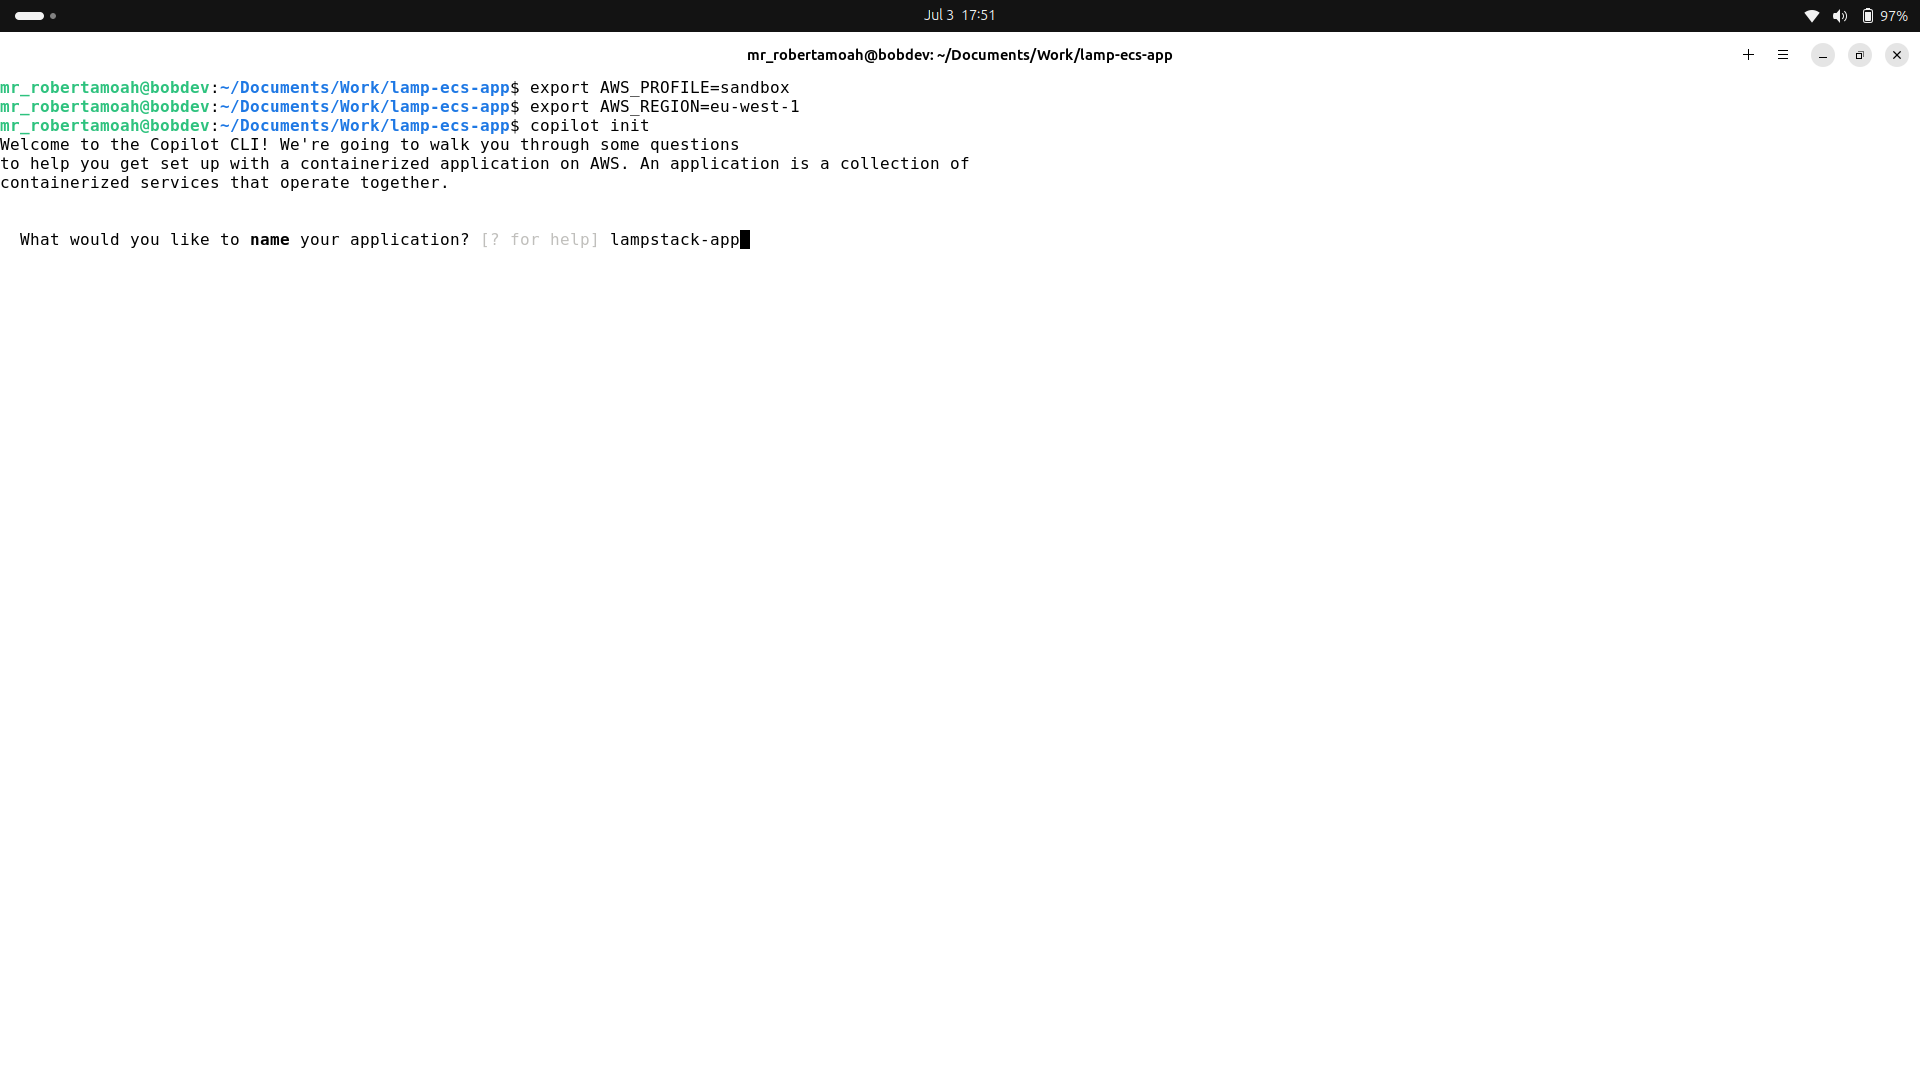 Jul 3 17:51
97%
mr_robertamoah@bobdev: ~/Documents/Work/lamp-ecs-app
mr_robertamoah@bobdev:~/Documents/Work/lamp-ecs-app$ export AWS_PROFILE=sandbox
mr_robertamoah@bobdev:~/Documents/Work/lamp-ecs-app$ export AWS_REGION=eu-west-1
mr_robertamoah@bobdev:~/Documents/Work/lamp-ecs-app$ copilot init
Welcome to the Copilot CLI! We're going to walk you through some questions
to help you get set up with a containerized application on AWS. An application is a collection of
containerized services that operate together.
What would you like to name your application? [? for help] lampstack-app